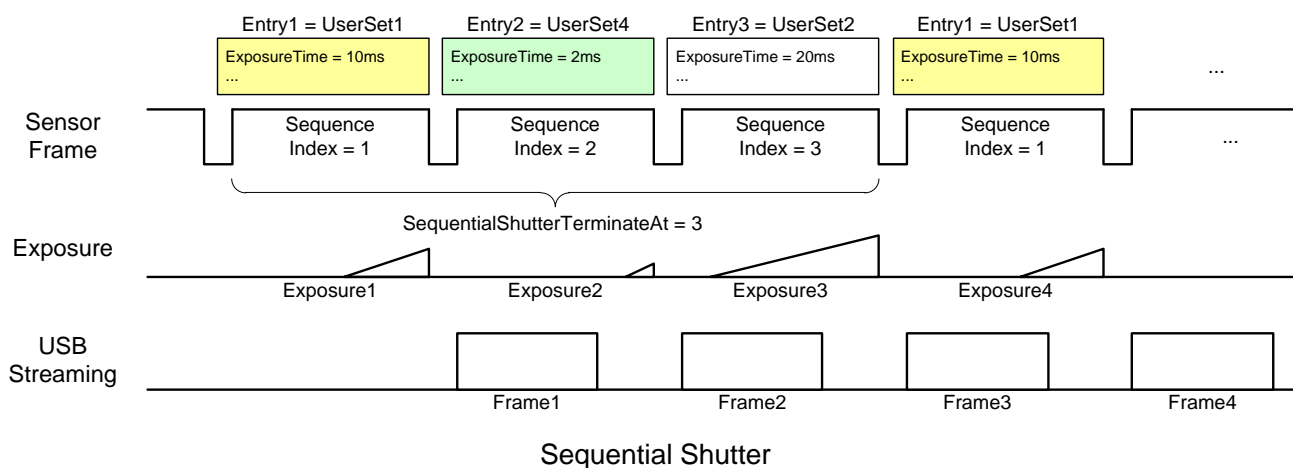 Entry1 = UserSet1
Entry2 = UserSet4
Entry3 = UserSet2
Entry1 = UserSet1
ExposureTime = 10ms
...
ExposureTime = 2ms
...
ExposureTime = 20ms
...
ExposureTime = 10ms
...
...
Sensor
Frame
Sequence
Index = 1
Sequence
Index = 2
Sequence
Index = 3
Sequence
Index = 1
...
SequentialShutterTerminateAt = 3
Exposure
Exposure1
Exposure2
Exposure3
Exposure4
USB
Streaming
Frame1
Frame2
Frame3
Frame4
Sequential Shutter